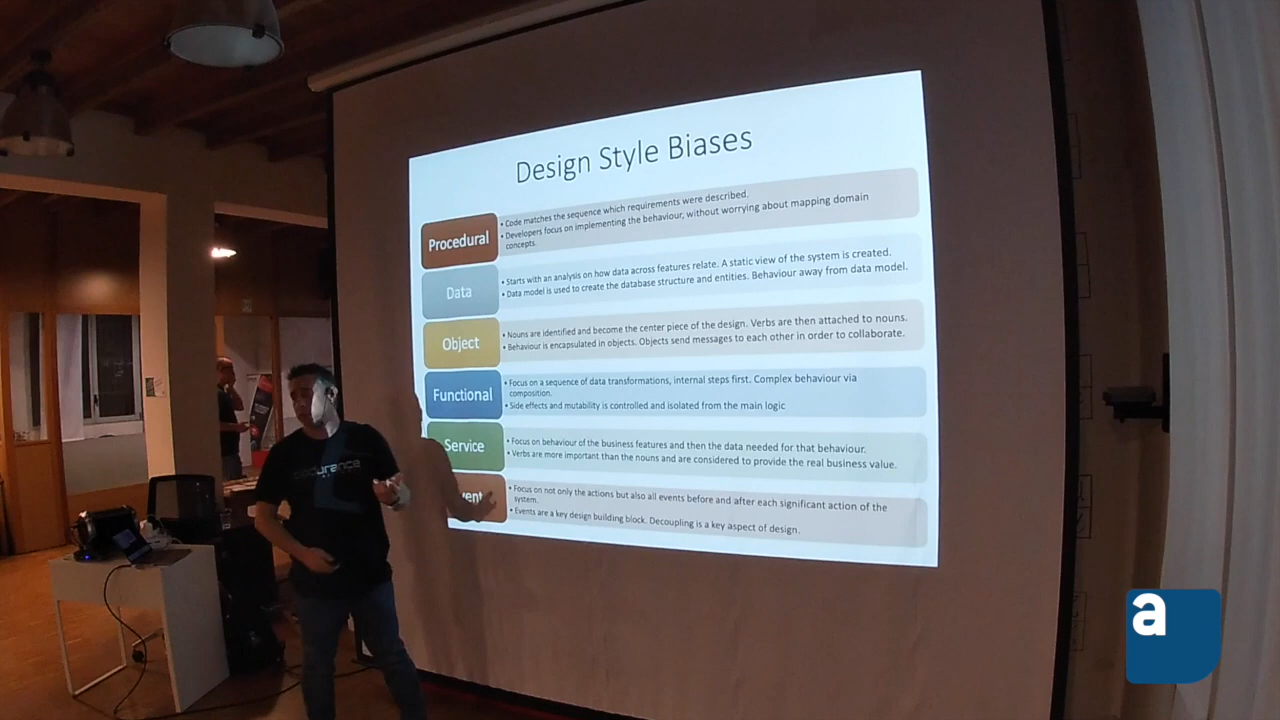 Design Style Biases
Procedural
• Code matches the sequence which requirements were described.
• Developers focus on implementing the behaviour, without worrying about mapping domain
concepts.
Data
• Starts with an analysis on how data across features relate. A static view of the system is created.
• Data model is used to create the database structure and entities. Behaviour away from data model.
Object
• Nouns are identified and become the center piece of the design. Verbs are then attached to nouns.
• Behaviour is encapsulated in objects. Objects send messages to each other in order to collaborate.
Functional
• Focus on a sequence of data transformations, internal steps first. Complex behaviour via
composition.
• Side effects and mutability is controlled and isolated from the main logic
Service
• Focus on behaviour of the business features and then the data needed for that behaviour.
• Verbs are more important than the nouns and are considered to provide the real business value.
vent
• Focus on not only the actions but also all events before and after each significant action of the
system.
• Events are a key design building block. Decoupling is a key aspect of design.
a